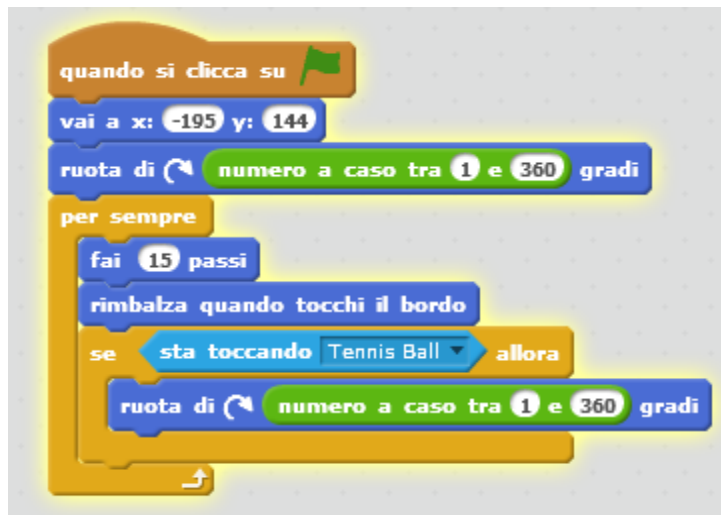 quando si clicca su
vai a x: -195 y: 144
ruota di numero a caso tra 1 e 360 gradi
per sempre
fai 15 passi
rimbalza quando tocchi il bordo
se sta toccando Tennis Ball allora
ruota di numero a caso tra 1 e 360 gradi